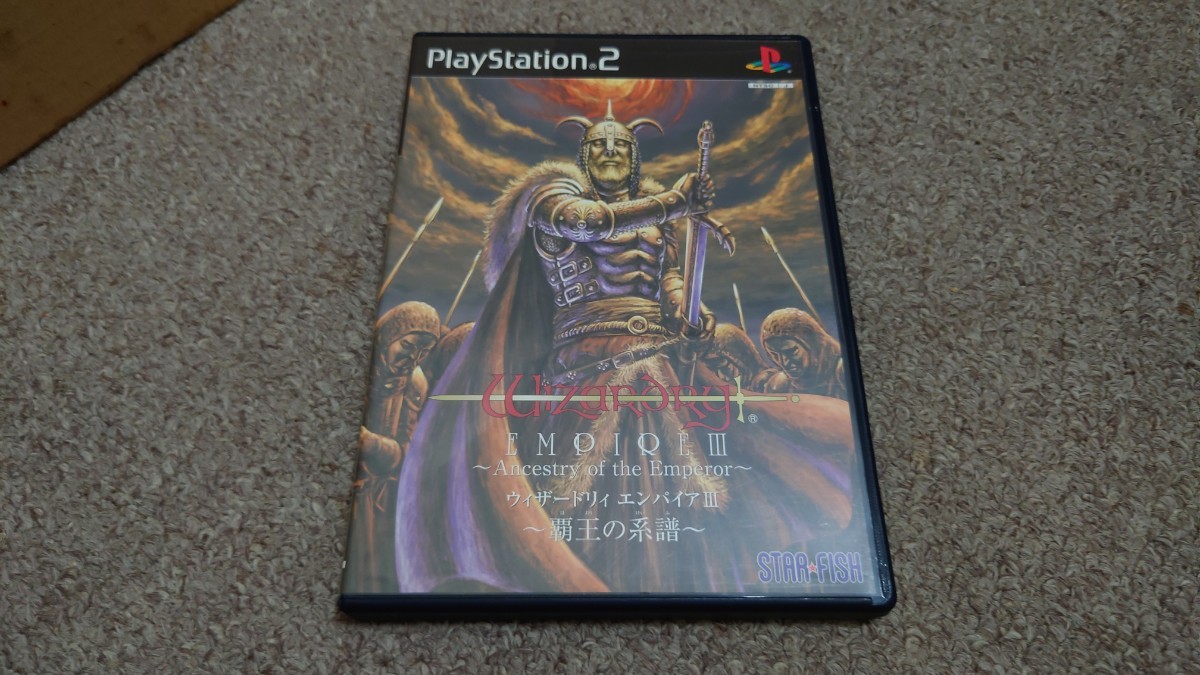 PlayStation®2
NTSC J
Wizardry®
EMPIRE III
~Ancestry of the Emperor~
ウィザードリィ エンパイアIII
~覇王の系譜~
STAR★FISH